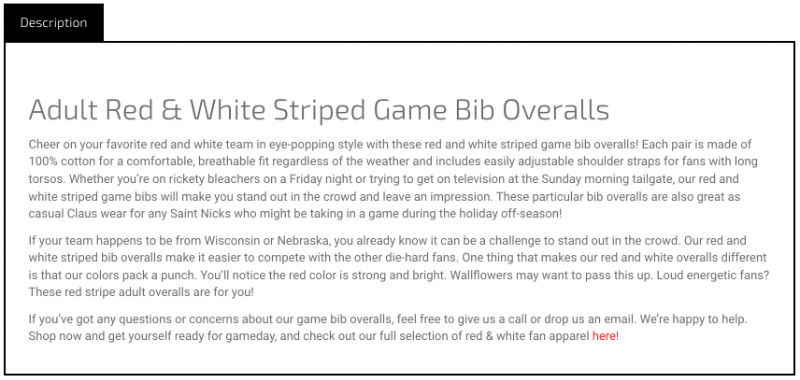 Description
Adult Red & White Striped Game Bib Overalls
Cheer on your favorite red and white team in eye-popping style with these red and white striped game bib overalls! Each pair is made of
100% cotton for a comfortable, breathable fit regardless of the weather and includes easily adjustable shoulder straps for fans with long
torsos. Whether you're on rickety bleachers on a Friday night or trying to get on television at the Sunday morning tailgate, our red and
white striped game bibs will make you stand out in the crowd and leave an impression. These particular bib overalls are also great as
casual Claus wear for any Saint Nicks who might be taking in a game during the holiday off-season!
If your team happens to be from Wisconsin or Nebraska, you already know it can be a challenge to stand out in the crowd. Our red and
white striped bib overalls make it easier to compete with the other die-hard fans. One thing that makes our red and white overalls different
is that our colors pack a punch. You'll notice the red color is strong and bright. Wallflowers may want to pass this up. Loud energetic fans?
These red stripe adult overalls are for you!
If you've got any questions or concerns about our game bib overalls, feel free to give us a call or drop us an email. We're happy to help.
Shop now and get yourself ready for gameday, and check out our full selection of red & white fan apparel here!